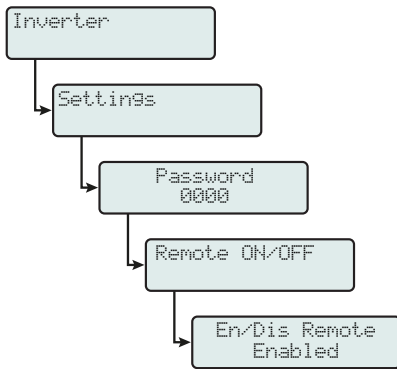 Inverter
Settings
Password
0000
Remote ON/OFF
En/Dis Remote
Enabled